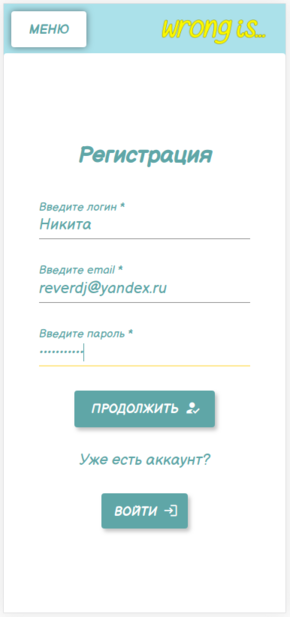 МЕНЮ
wrong is...
Регистрация
Введите логин *
Никита
Введите email *
reverdj@yandex.ru
Введите пароль *
•••••••••••
ПРОДОЛЖИТЬ
Уже есть аккаунт?
ВОЙТИ